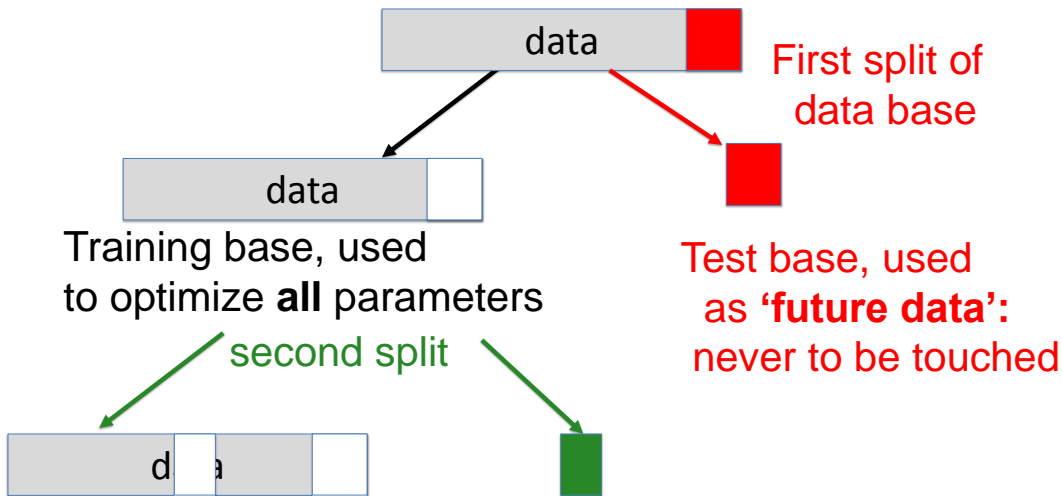 data
First split of
data base
data
Training base, used
to optimize all parameters
Test base, used
as ‘future data’:
never to be touched
second split